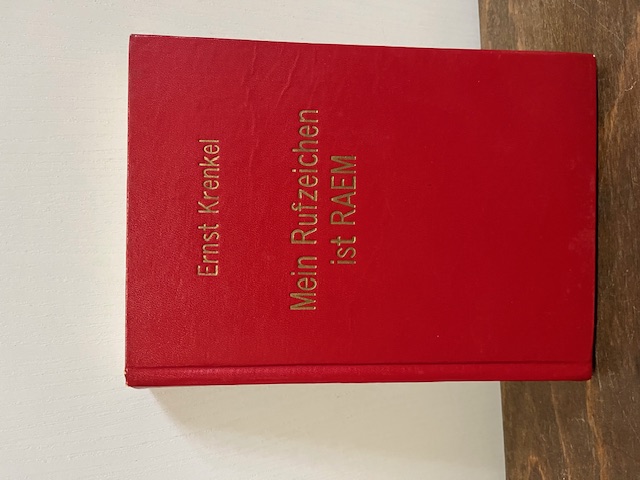 Ernst Krenkel
Mein Rufzeichen
ist RAEM